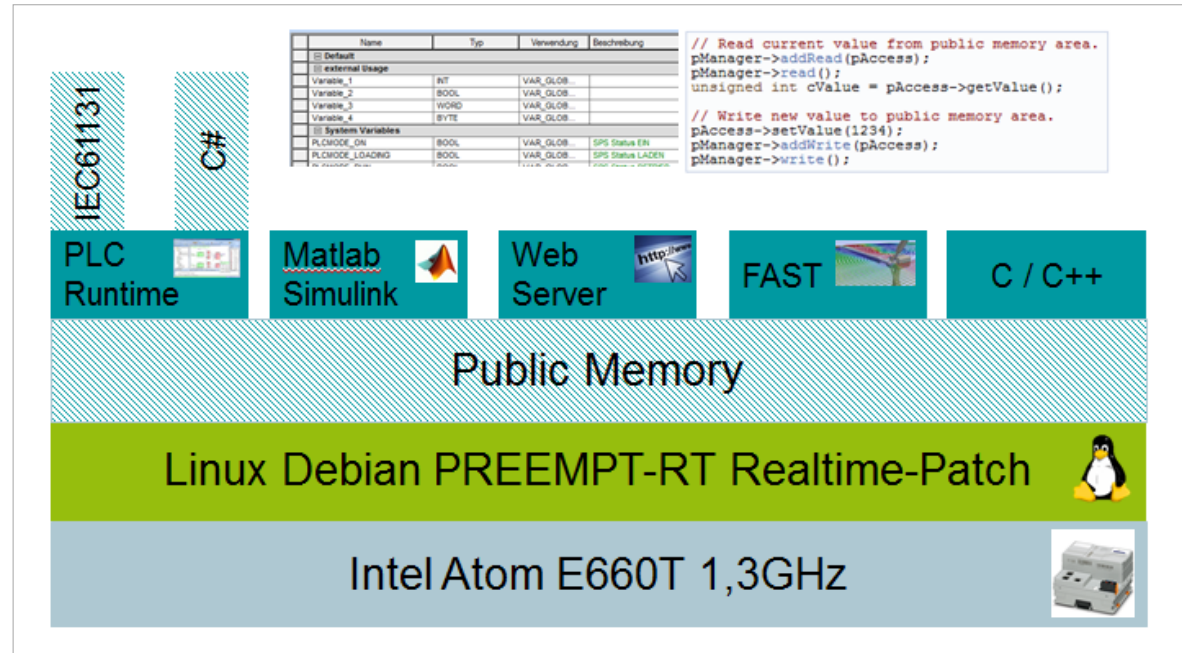 Name Typ Verwendung Beschreibung
Default
external Usage
Variable_1 INT VAR_GLOB...
Variable_2 BOOL VAR_GLOB...
Variable_3 WORD VAR_GLOB...
Variable_4 BYTE VAR_GLOB...
System Variables
PLCMODE_ON BOOL VAR_GLOB... SPS Status EIN
PLCMODE_LOADING BOOL VAR_GLOB... SPS Status LADEN
// Read current value from public memory area.
pManager->addRead(pAccess);
pManager->read();
unsigned int cValue = pAccess->getValue();
// Write new value to public memory area.
pAccess->setValue(1234);
pManager->addWrite(pAccess);
pManager->write();
IEC61131
C#
PLC
Runtime
Matlab
Simulink
Web
Server
http://www
FAST
C / C++
Public Memory
Linux Debian PREEMPT-RT Realtime-Patch
Intel Atom E660T 1,3GHz